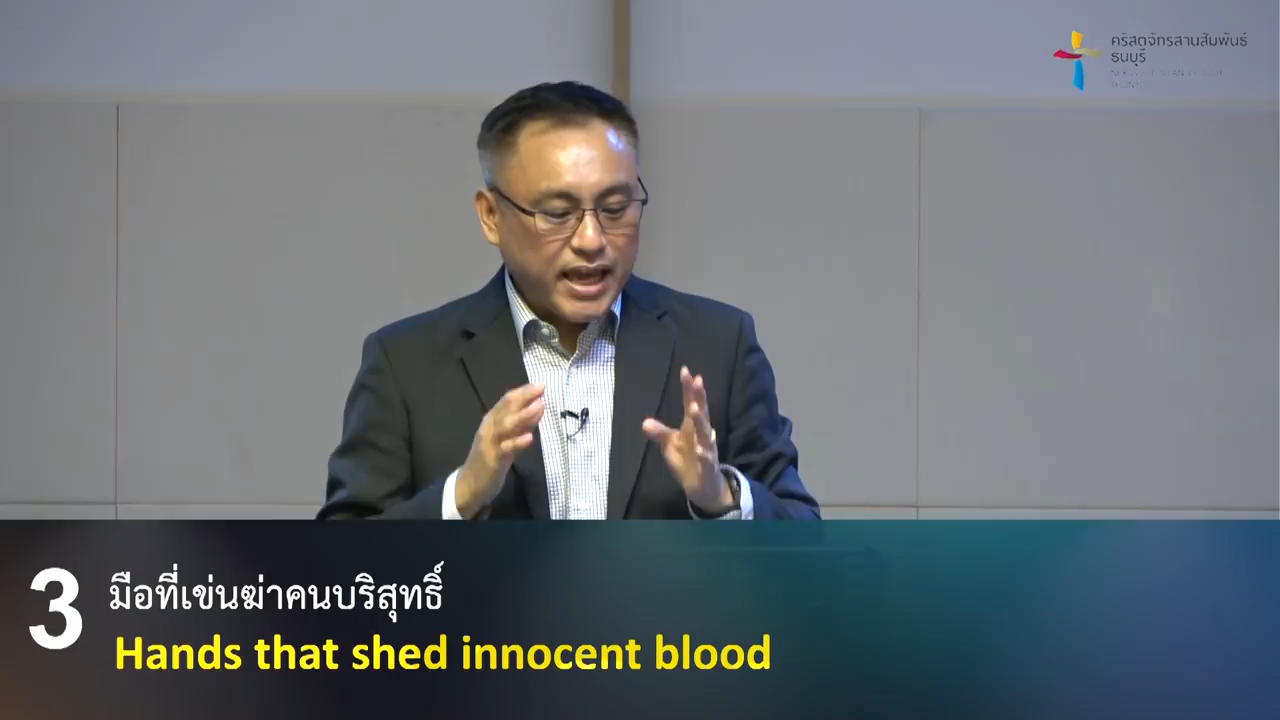 คริสตจักรสานสัมพันธ์
ธนบุรี
3
มือที่เข่นฆ่าคนบริสุทธิ์
Hands that shed innocent blood